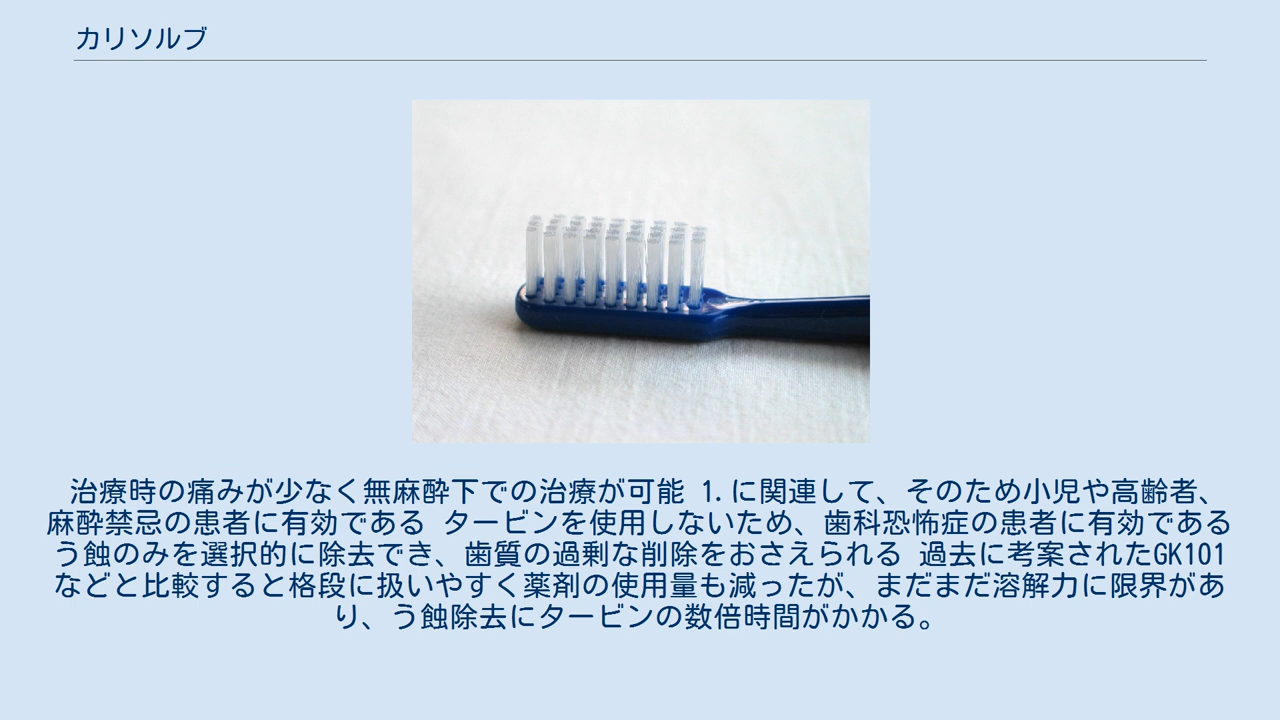 カリソルブ
治療時の痛みが少なく無麻酔下での治療が可能 1.に関連して、そのため小児や高齢者、
麻酔禁忌の患者に有効である タービンを使用しないため、歯科恐怖症の患者に有効である
う蝕のみを選択的に除去でき、歯質の過剰な削除をおさえられる 過去に考案されたGK101
などと比較すると格段に扱いやすく薬剤の使用量も減ったが、まだまだ溶解力に限界があ
り、う蝕除去にタービンの数倍時間がかかる。